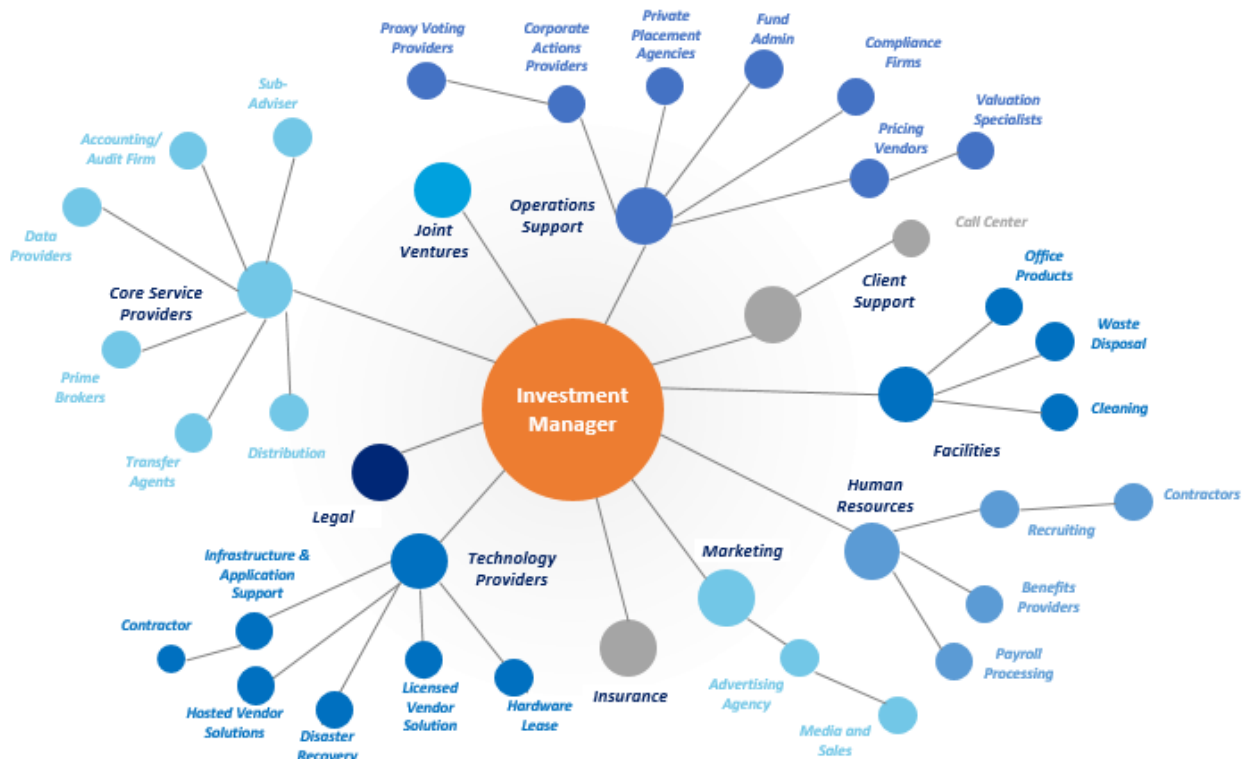 Proxy Voting
Providers
Corporate
Actions
Providers
Private
Placement
Agencies
Fund
Admin
Compliance
Firms
Valuation
Specialists
Pricing
Vendors
Sub-
Adviser
Accounting/
Audit Firm
Data
Providers
Core Service
Providers
Prime
Brokers
Transfer
Agents
Distribution
Joint
Ventures
Operations
Support
Call Center
Client
Support
Office
Products
Waste
Disposal
Cleaning
Facilities
Investment
Manager
Legal
Human
Resources
Contractors
Recruiting
Benefits
Providers
Payroll
Processing
Marketing
Advertising
Agency
Media and
Sales
Insurance
Technology
Providers
Infrastructure &
Application
Support
Contractor
Hosted Vendor
Solutions
Disaster
Recovery
Licensed
Vendor
Solution
Hardware
Lease